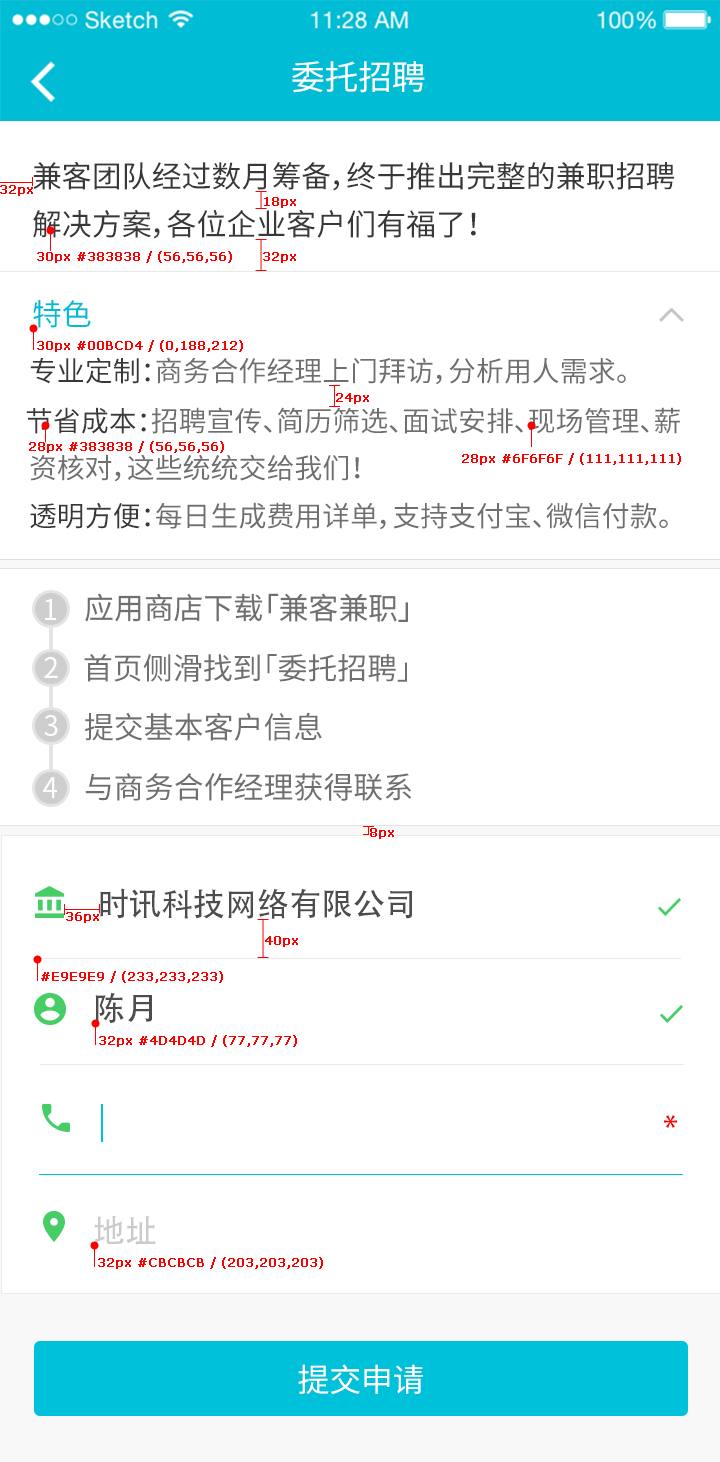 Sketch 11:28 AM 100%
委托招聘
兼客团队经过数月筹备，终于推出完整的兼职招聘
32px
18px
解决方案，各位企业客户们有福了！
30px #383838 / (56,56,56)
32px
特色
30px #00BCD4 / (0,188,212)
专业定制：商务合作经理上门拜访，分析用人需求。
24px
节省成本：招聘宣传、简历筛选、面试安排、现场管理、薪
28px #383838 / (56,56,56)
28px #6F6F6F / (111,111,111)
资核对，这些统统交给我们！
透明方便：每日生成费用详单，支持支付宝、微信付款。
1 应用商店下载「兼客兼职」
2 首页侧滑找到「委托招聘」
3 提交基本客户信息
4 与商务合作经理获得联系
8px
时讯科技网络有限公司
36px
40px
#E9E9E9 / (233,233,233)
陈月
32px #4D4D4D / (77,77,77)
*
地址
32px #CBCBCB / (203,203,203)
提交申请